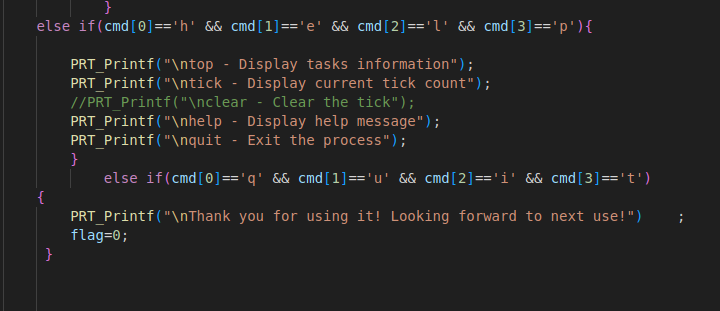 }
else if(cmd[0]=='h' && cmd[1]=='e' && cmd[2]=='l' && cmd[3]=='p'){
PRT_Printf("\ntop - Display tasks information");
PRT_Printf("\ntick - Display current tick count");
//PRT_Printf("\nclear - Clear the tick");
PRT_Printf("\nhelp - Display help message");
PRT_Printf("\nquit - Exit the process");
}
else if(cmd[0]=='q' && cmd[1]=='u' && cmd[2]=='i' && cmd[3]=='t')
{
PRT_Printf("\nThank you for using it! Looking forward to next use!")    ;
flag=0;
}